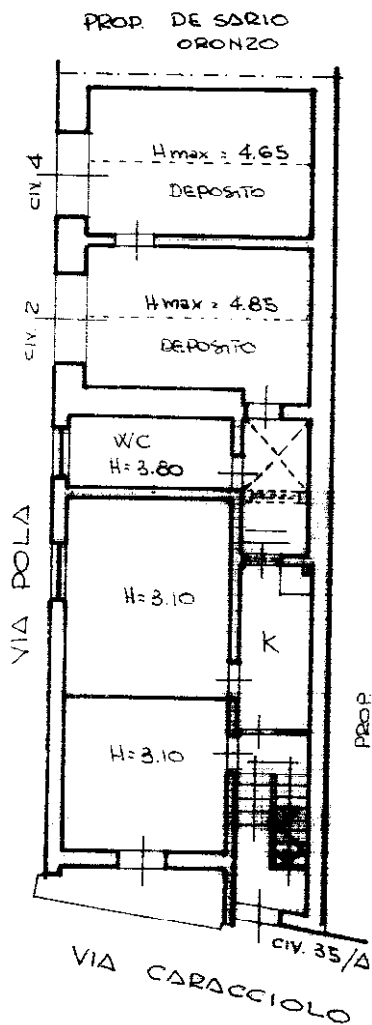 PROP. DE SARIO
ORONZO
Hmax = 4.65
DEPOSITO
CIV. 4
Hmax = 4.85
DEPOSITO
CIV. 2
WC
H = 3.80
VIA POLA
H = 3.10
K
H = 3.10
PROP.
CIV. 35/A
VIA CARACCIOLO